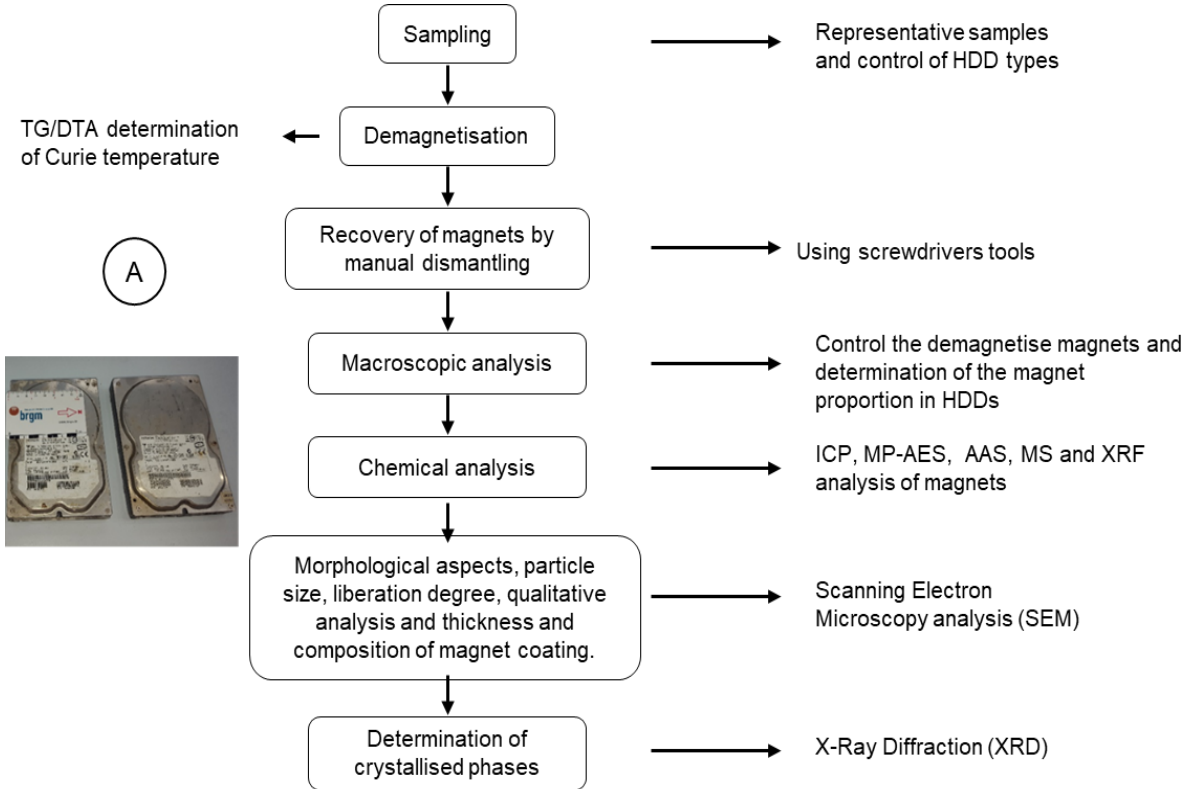 Sampling
Representative samples
and control of HDD types
TG/DTA determination
of Curie temperature
Demagnetisation
Recovery of magnets by
manual dismantling
Using screwdrivers tools
A
Macroscopic analysis
Control the demagnetise magnets and
determination of the magnet
proportion in HDDs
brgm
Chemical analysis
ICP, MP-AES, AAS, MS and XRF
analysis of magnets
Morphological aspects, particle
size, liberation degree, qualitative
analysis and thickness and
composition of magnet coating.
Scanning Electron
Microscopy analysis (SEM)
Determination of
crystallised phases
X-Ray Diffraction (XRD)